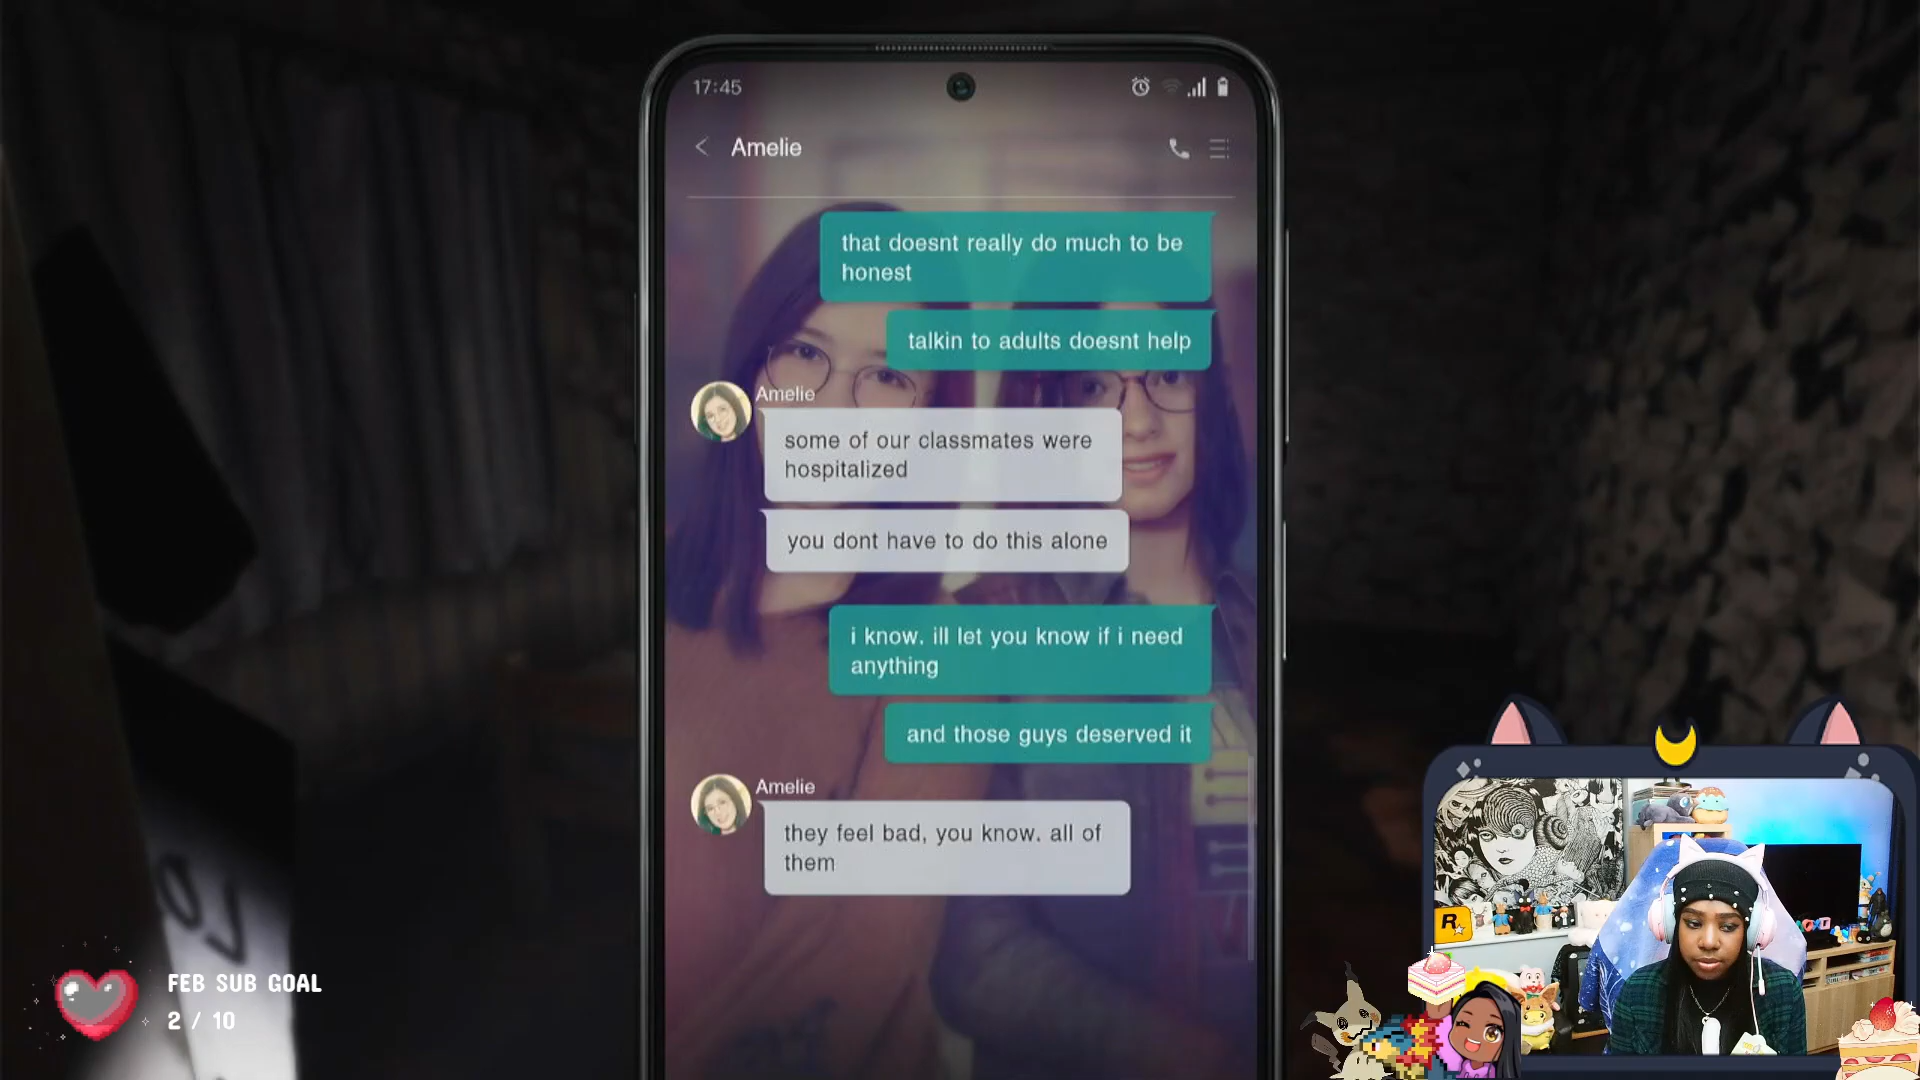 17:45
Amelie
that doesnt really do much to be
honest
talkin to adults doesnt help
Amelie
some of our classmates were
hospitalized
you dont have to do this alone
i know. ill let you know if i need
anything
and those guys deserved it
Amelie
they feel bad, you know. all of
them
FEB SUB GOAL
2 / 10
R